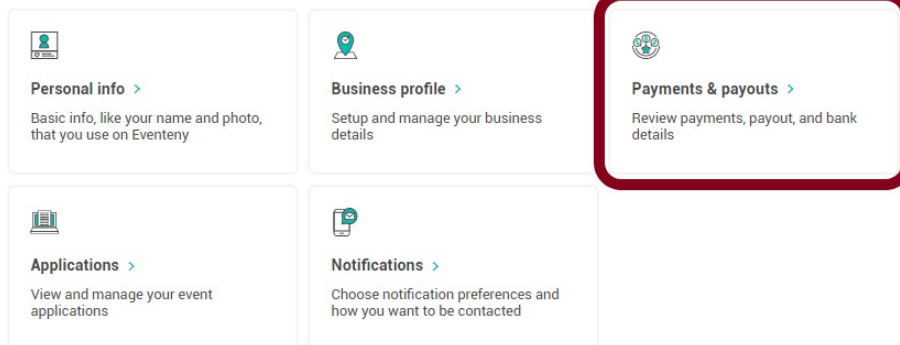 Personal info >
Basic info, like your name and photo,
that you use on Eventeny
Business profile >
Setup and manage your business
details
Payments & payouts >
Review payments, payout, and bank
details
Applications >
View and manage your event
applications
Notifications >
Choose notification preferences and
how you want to be contacted